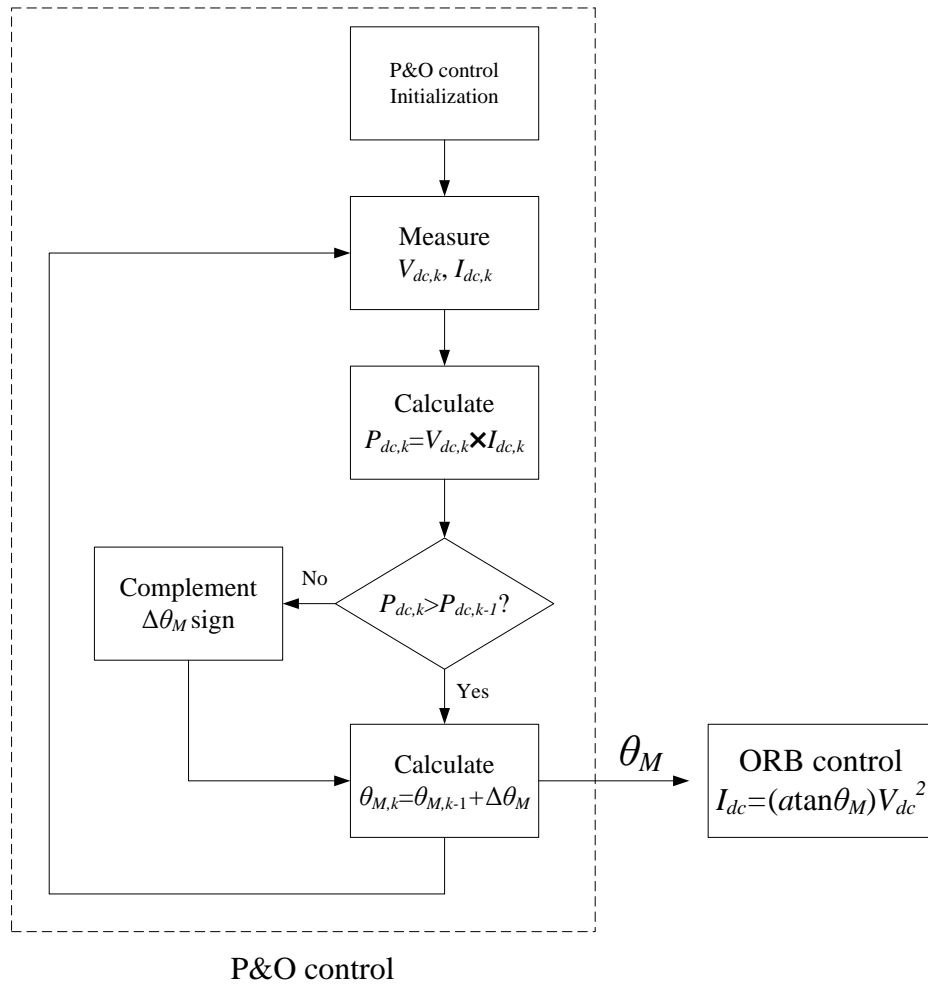 P&O control
Initialization
Measure
V_{dc,k}, I_{dc,k}
Calculate
P_{dc,k}=V_{dc,k}×I_{dc,k}
P_{dc,k}>P_{dc,k-1}?
No
Complement
Δθ_M sign
Yes
Calculate
θ_{M,k}=θ_{M,k-1}+Δθ_M
θ_M
ORB control
I_{dc}=(atanθ_M)V_{dc}^2
P&O control